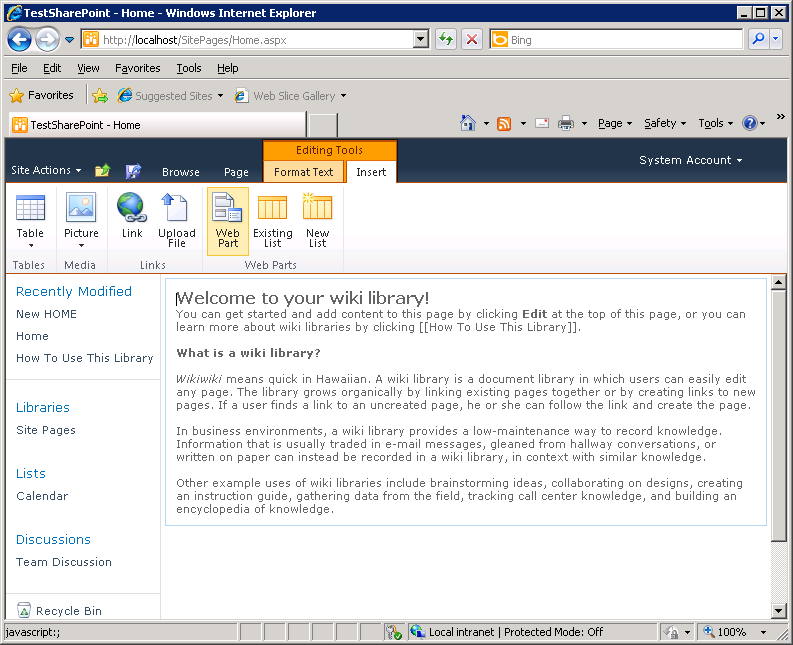 TestSharePoint - Home - Windows Internet Explorer
http://localhost/SitePages/Home.aspx
Bing
File Edit View Favorites Tools Help
Favorites Suggested Sites Web Slice Gallery
TestSharePoint - Home
Page Safety Tools
Editing Tools
System Account
Site Actions Browse Page Format Text Insert
Table Picture Link Upload File Web Part Existing List New List
Tables Media Links Web Parts
Recently Modified
New HOME
Home
How To Use This Library
Libraries
Site Pages
Lists
Calendar
Discussions
Team Discussion
Recycle Bin
Welcome to your wiki library!
You can get started and add content to this page by clicking Edit at the top of this page, or you can
learn more about wiki libraries by clicking [[How To Use This Library]].
What is a wiki library?
Wikiwiki means quick in Hawaiian. A wiki library is a document library in which users can easily edit
any page. The library grows organically by linking existing pages together or by creating links to new
pages. If a user finds a link to an uncreated page, he or she can follow the link and create the page.
In business environments, a wiki library provides a low-maintenance way to record knowledge.
Information that is usually traded in e-mail messages, gleaned from hallway conversations, or
written on paper can instead be recorded in a wiki library, in context with similar knowledge.
Other example uses of wiki libraries include brainstorming ideas, collaborating on designs, creating
an instruction guide, gathering data from the field, tracking call center knowledge, and building an
encyclopedia of knowledge.
javascript:; Local intranet | Protected Mode: Off 100%